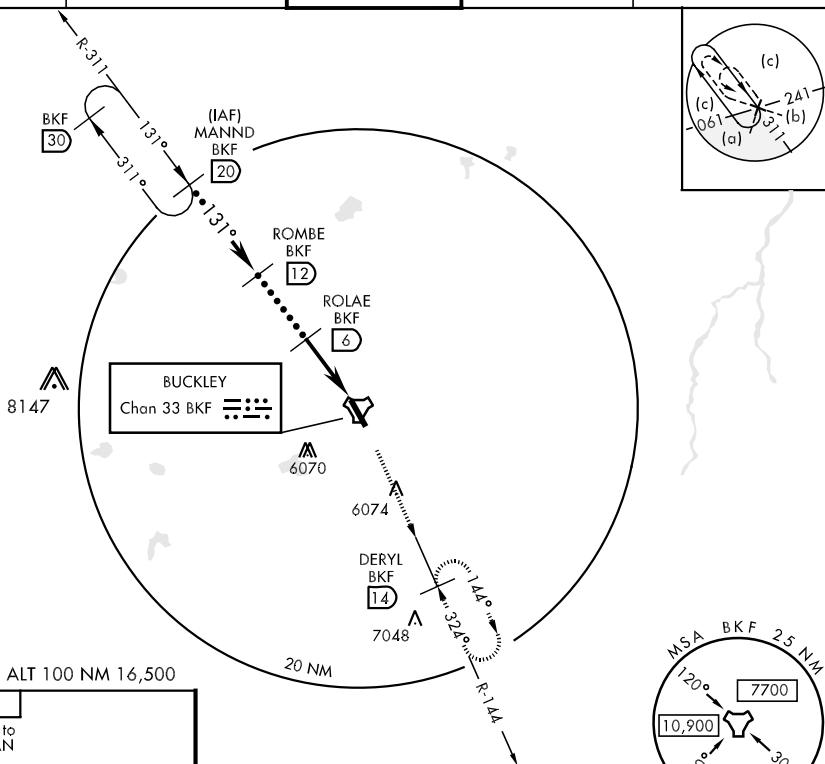 R-311
BKF
30
131°
311°
(IAF)
MANND
BKF
20
131°
ROMBE
BKF
12
ROLAE
BKF
6
BUCKLEY
Chan 33 BKF
8147
6070
6074
DERYL
BKF
14
7048
144°
324°
20 NM
R-144
(c)
(c)
241
(b)
061
(a)
311
ALT 100 NM 16,500
to
MSA BKF 25 NM
120°
7700
10,900